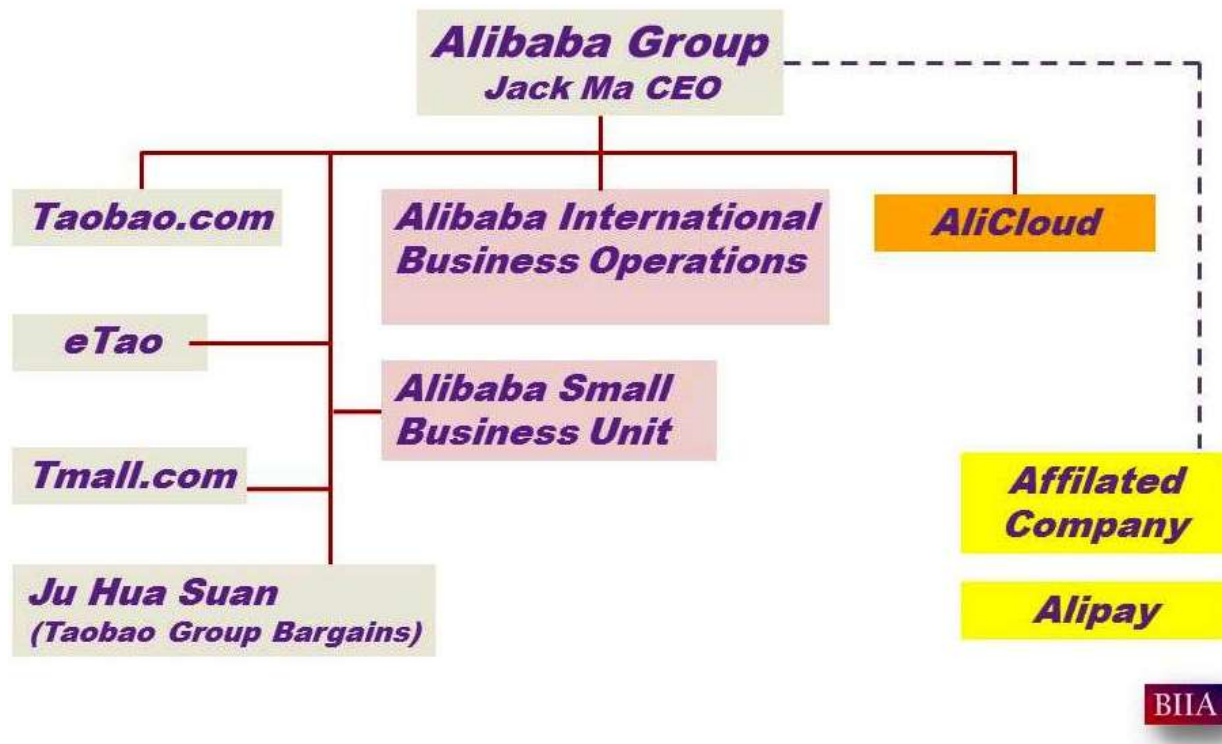 Alibaba Group
Jack Ma CEO
Taobao.com
Alibaba International
Business Operations
AliCloud
eTao
Alibaba Small
Business Unit
Tmall.com
Affilated
Company
Ju Hua Suan
(Taobao Group Bargains)
Alipay
BIIA